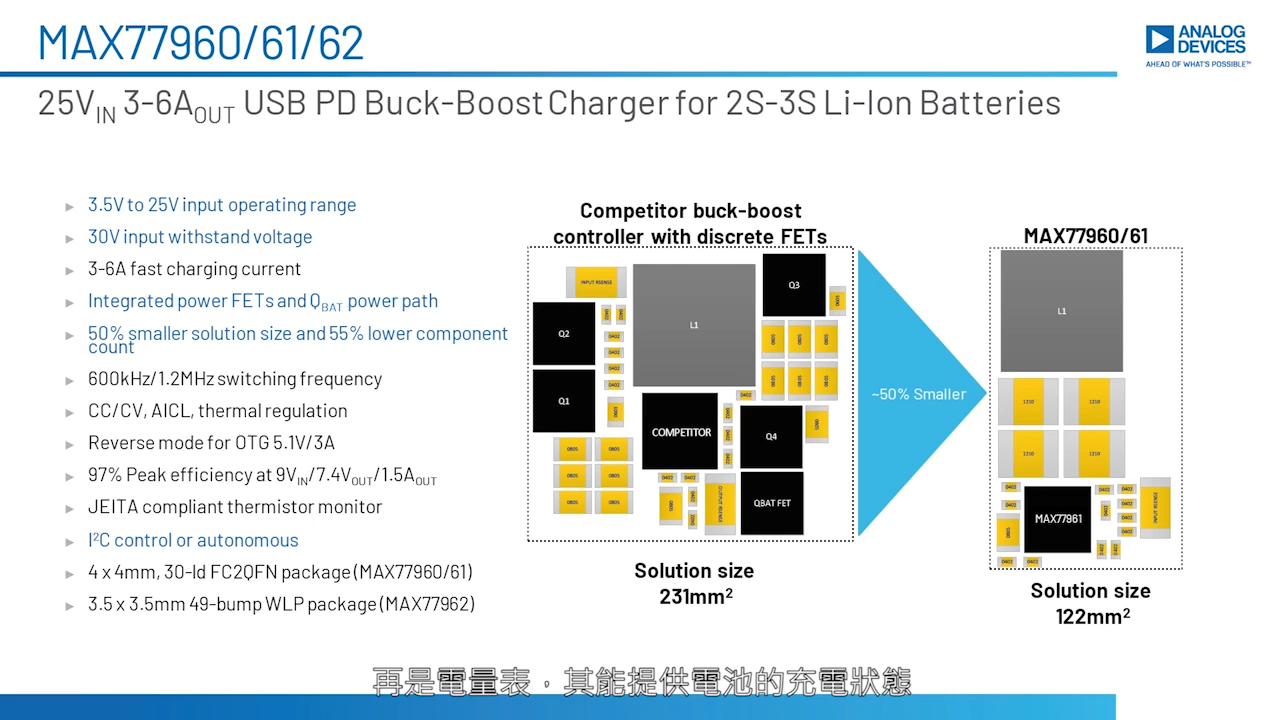 MAX77960/61/62
ANALOG
DEVICES
AHEAD OF WHAT'S POSSIBLE™
25VIN 3-6AOUT USB PD Buck-Boost Charger for 2S-3S Li-Ion Batteries
3.5V to 25V input operating range
30V input withstand voltage
3-6A fast charging current
Integrated power FETs and QBAT power path
50% smaller solution size and 55% lower component
count
600kHz/1.2MHz switching frequency
CC/CV, AICL, thermal regulation
Reverse mode for OTG 5.1V/3A
97% Peak efficiency at 9VIN/7.4VOUT/1.5AOUT
JEITA compliant thermistor monitor
I²C control or autonomous
4 x 4mm, 30-ld FC2QFN package (MAX77960/61)
3.5 x 3.5mm 49-bump WLP package (MAX77962)
Competitor buck-boost
controller with discrete FETs
INPUT RSENSE
L1
Q3
Q2
Q1
COMPETITOR
Q4
QBAT FET
OUTPUT RSENSE
Solution size
231mm²
~50% Smaller
MAX77960/61
L1
1210
1210
1210
1210
MAX77961
INPUT RSENSE
Solution size
122mm²
再是電量表，其能提供電池的充電狀態